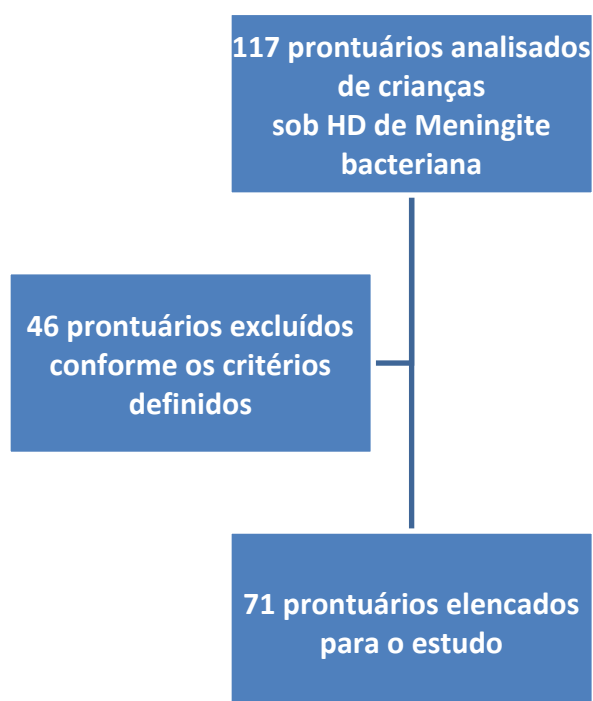 117 prontuários analisados
de crianças
sob HD de Meningite
bacteriana
46 prontuários excluídos
conforme os critérios
definidos
71 prontuários elencados
para o estudo